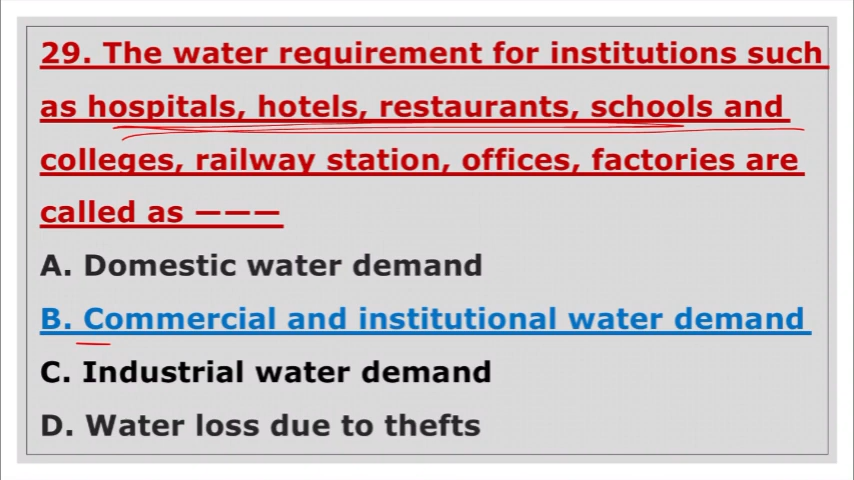 29. The water requirement for institutions such
as hospitals, hotels, restaurants, schools and
colleges, railway station, offices, factories are
called as ———
A. Domestic water demand
B. Commercial and institutional water demand
C. Industrial water demand
D. Water loss due to thefts